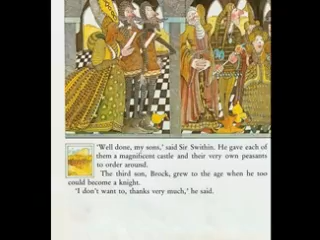 'Well done, my sons,' said Sir Swithin. He gave each of
them a magnificent castle and their very own peasants
to order around.
The third son, Brock, grew to the age when he too
could become a knight.
'I don't want to, thanks very much,' he said.